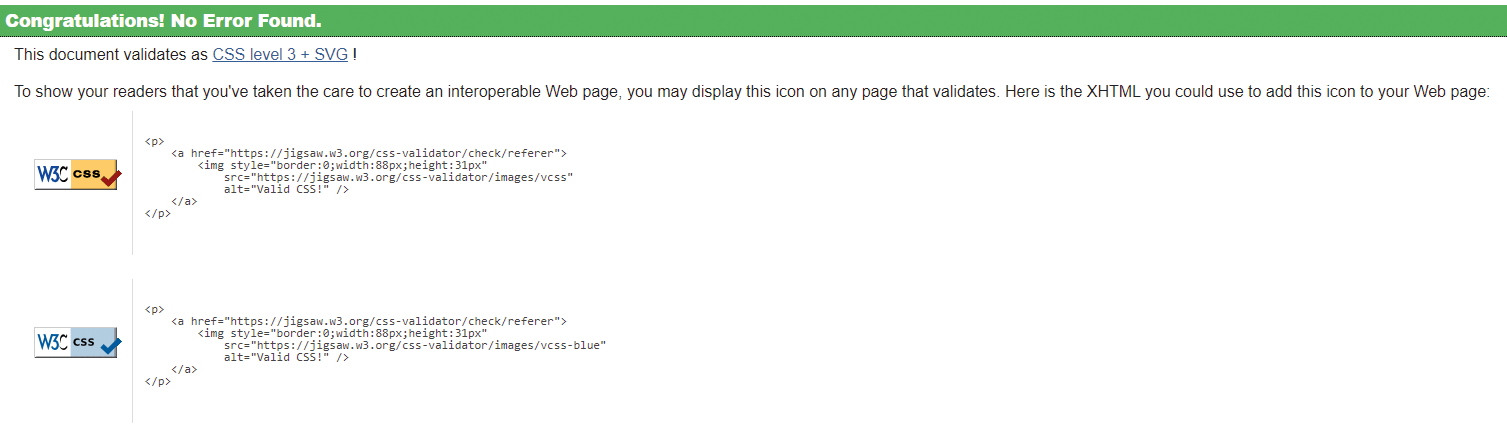 Congratulations! No Error Found.
This document validates as CSS level 3 + SVG !
To show your readers that you've taken the care to create an interoperable Web page, you may display this icon on any page that validates. Here is the XHTML you could use to add this icon to your Web page:
<p>
<a href="https://jigsaw.w3.org/css-validator/check/referer">
<img style="border:0;width:88px;height:31px"
W3C css
src="https://jigsaw.w3.org/css-validator/images/vcss"
alt="Valid CSS!" />
</a>
</p>
<p>
<a href="https://jigsaw.w3.org/css-validator/check/referer">
<img style="border:0;width:88px;height:31px"
W3C css
src="https://jigsaw.w3.org/css-validator/images/vcss-blue"
alt="Valid CSS!" />
</a>
</p>